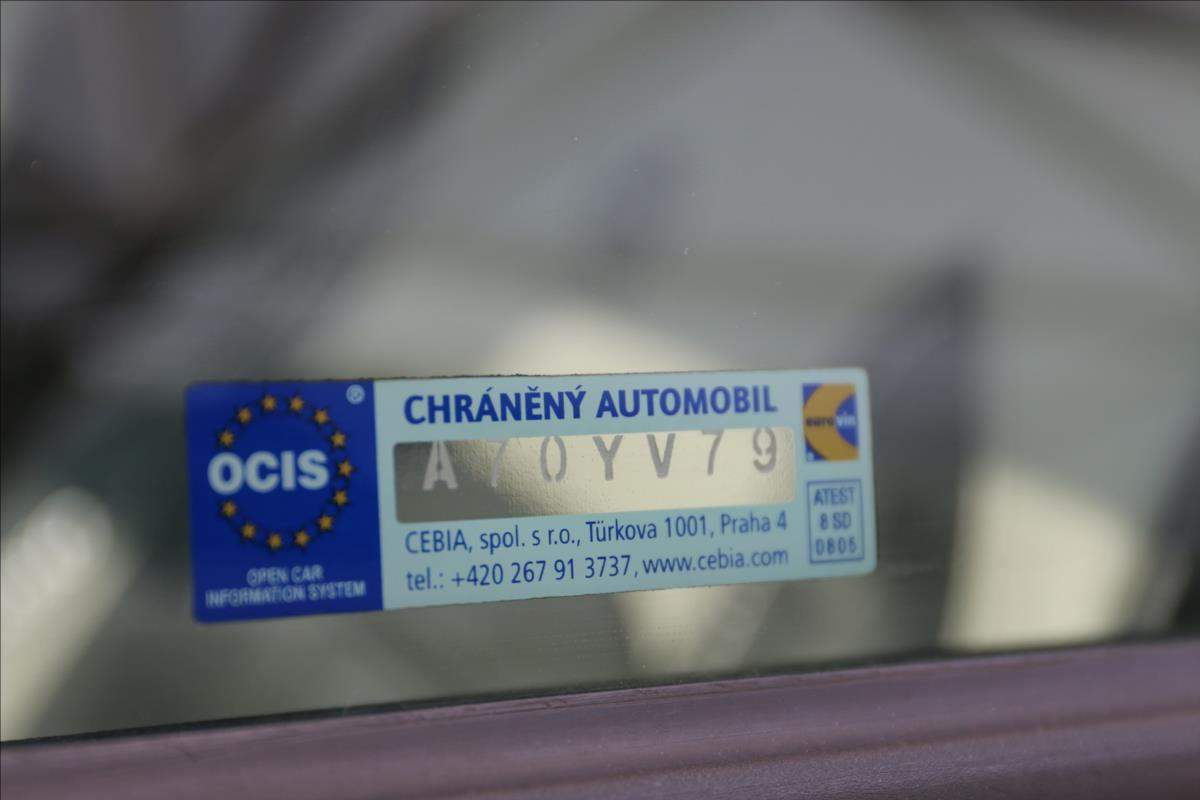 OCIS
®
OPEN CAR
INFORMATION SYSTEM
CHRÁNĚNÝ AUTOMOBIL
A70YV79
CEBIA, spol. s r.o., Türkova 1001, Praha 4
tel.: +420 267 91 3737, www.cebia.com
eurovin
ATEST
8 SD
0805